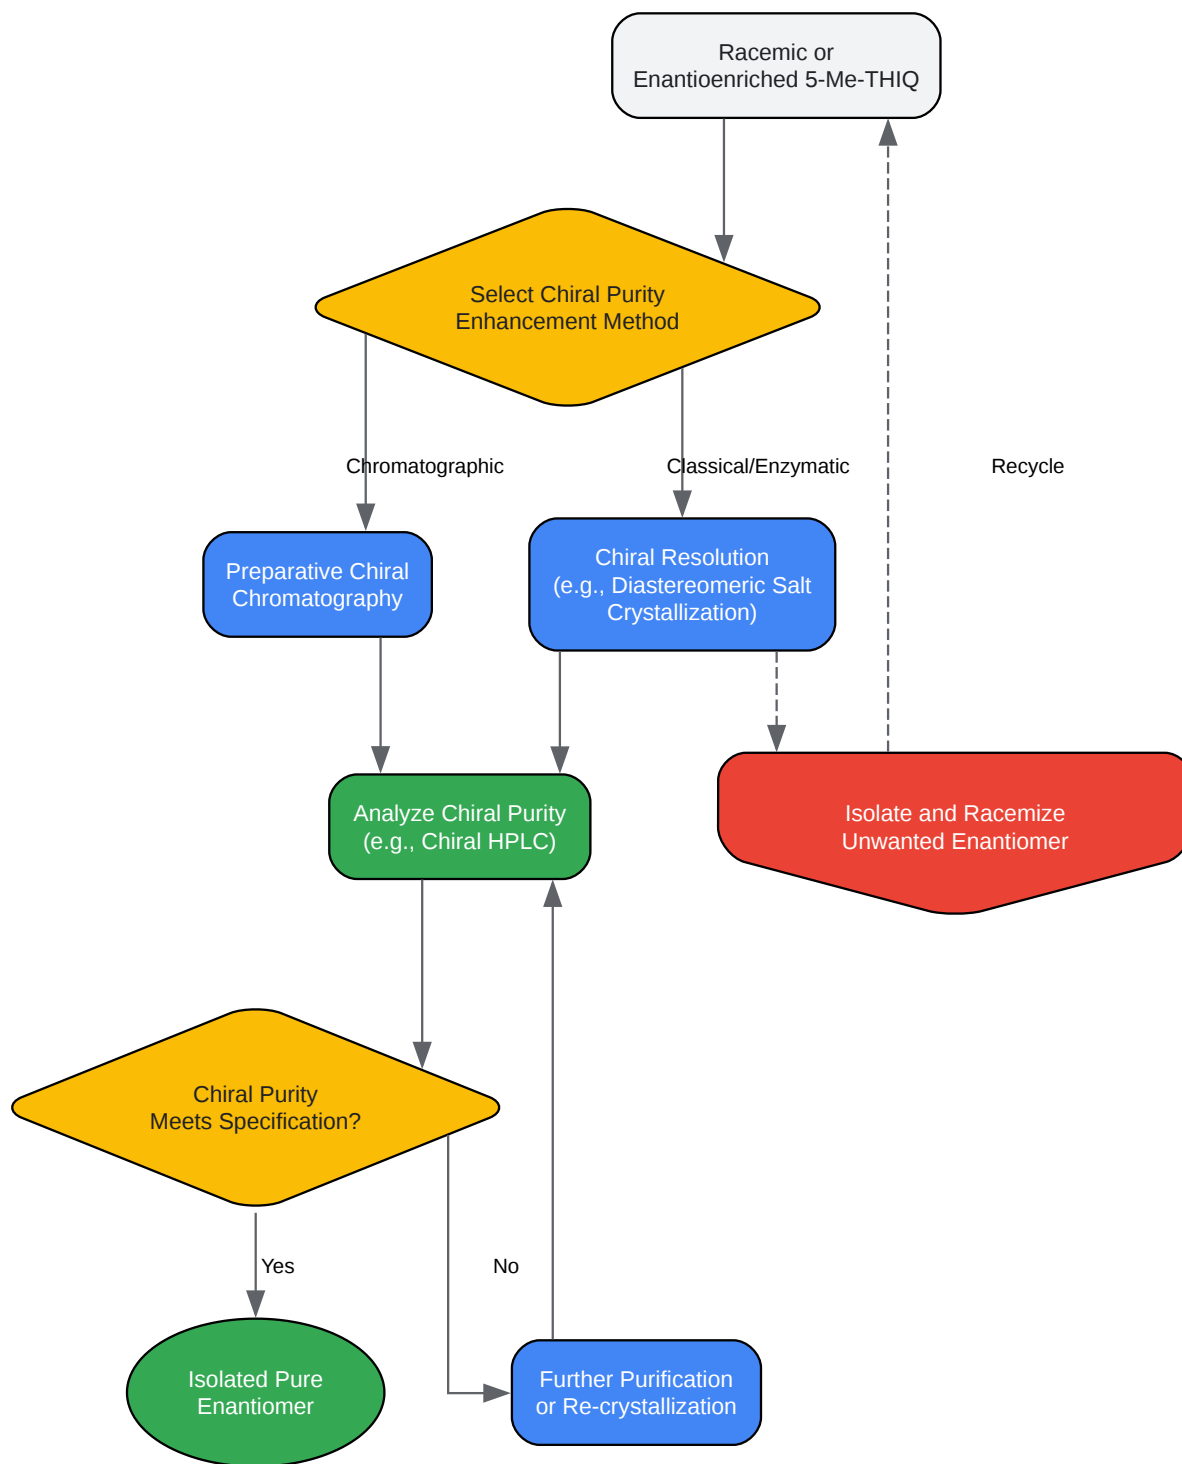 Racemic or
Enantioenriched 5-Me-THIQ
Select Chiral Purity
Enhancement Method
Chromatographic
Classical/Enzymatic
Recycle
Preparative Chiral
Chromatography
Chiral Resolution
(e.g., Diastereomeric Salt
Crystallization)
Analyze Chiral Purity
(e.g., Chiral HPLC)
Isolate and Racemize
Unwanted Enantiomer
Chiral Purity
Meets Specification?
Yes
No
Isolated Pure
Enantiomer
Further Purification
or Re-crystallization